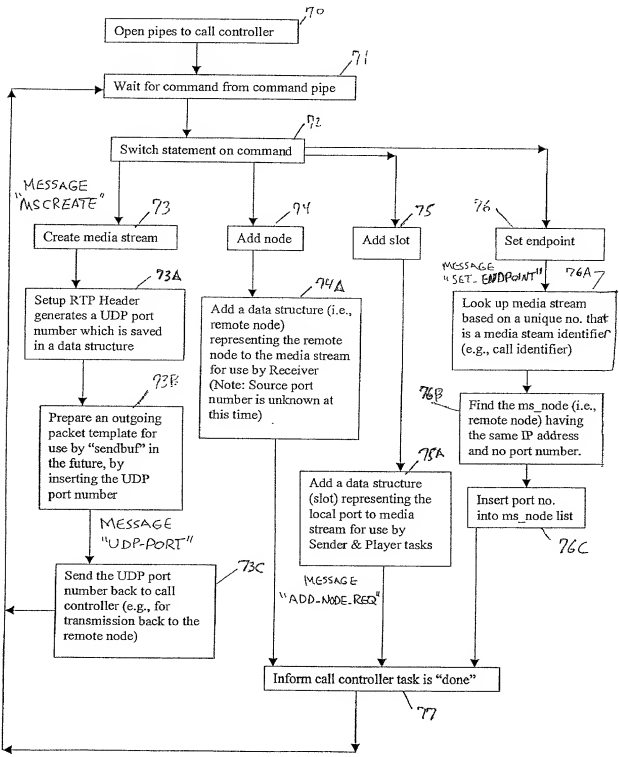 70
Open pipes to call controller
71
Wait for command from command pipe
72
Switch statement on command
MESSAGE
"MSCREATE"
73
Create media stream
74
Add node
75
Add slot
76
Set endpoint
73A
Setup RTP Header
generates a UDP port
number which is saved
in a data structure
74A
Add a data structure (i.e.,
remote node)
representing the remote
node to the media stream
for use by Receiver
(Note: Source port
number is unknown at
this time)
MESSAGE
"SET_ENDPOINT"
76A
Look up media stream
based on a unique no. that
is a media steam identifier
(e.g., call identifier)
73B
Prepare an outgoing
packet template for
use by "sendbuf" in
the future, by
inserting the UDP
port number
76B
Find the ms_node (i.e.,
remote node) having
the same IP address
and no port number.
75A
Add a data structure
(slot) representing the
local port to media
stream for use by
Sender & Player tasks
Insert port no.
into ms_node list
76C
MESSAGE
"UDP-PORT"
73C
Send the UDP port
number back to call
controller (e.g., for
transmission back to the
remote node)
MESSAGE
"ADD_NODE_REQ"
Inform call controller task is "done"
77